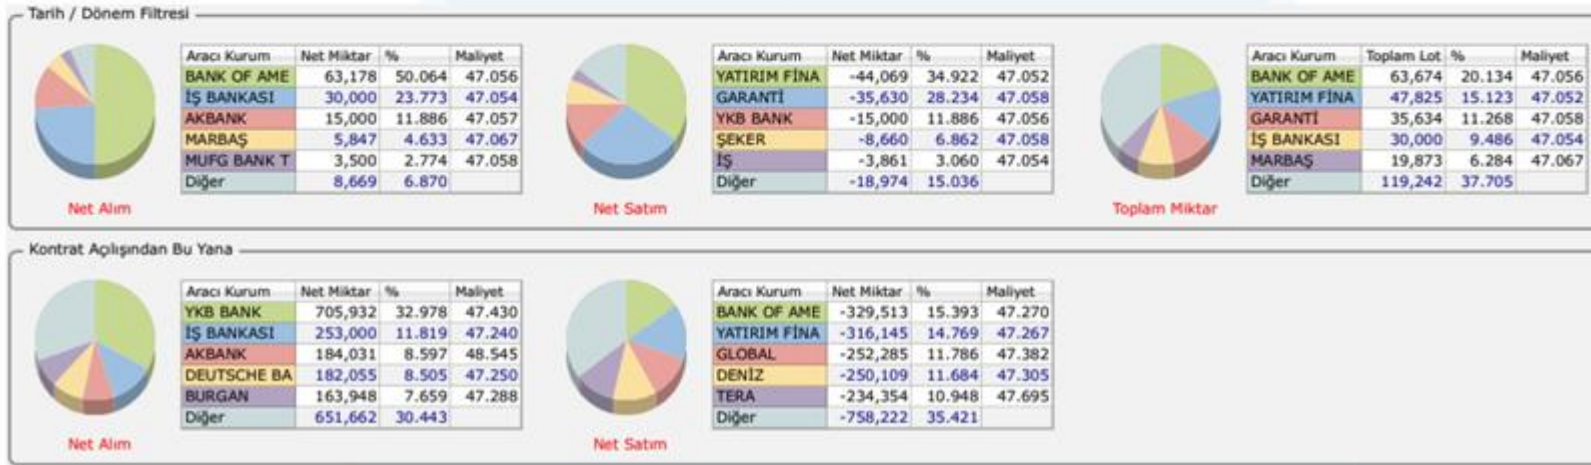 Tarih / Dönem Filtresi
Aracı Kurum Net Miktar % Maliyet
BANK OF AME 63,178 50.064 47.056
İŞ BANKASI 30,000 23.773 47.054
AKBANK 15,000 11.886 47.057
MARBAŞ 5,847 4.633 47.067
MUFG BANK T 3,500 2.774 47.058
Diğer 8,669 6.870
Net Alım
Aracı Kurum Net Miktar % Maliyet
YATIRIM FİNA -44,069 34.922 47.052
GARANTİ -35,630 28.234 47.058
YKB BANK -15,000 11.886 47.056
ŞEKER -8,660 6.862 47.058
İŞ -3,861 3.060 47.054
Diğer -18,974 15.036
Net Satım
Aracı Kurum Toplam Lot % Maliyet
BANK OF AME 63,674 20.134 47.056
YATIRIM FİNA 47,825 15.123 47.052
GARANTİ 35,634 11.268 47.058
İŞ BANKASI 30,000 9.486 47.054
MARBAŞ 19,873 6.284 47.067
Diğer 119,242 37.705
Toplam Miktar
Kontrat Açılışından Bu Yana
Aracı Kurum Net Miktar % Maliyet
YKB BANK 705,932 32.978 47.430
İŞ BANKASI 253,000 11.819 47.240
AKBANK 184,031 8.597 48.545
DEUTSCHE BA 182,055 8.505 47.250
BURGAN 163,948 7.659 47.288
Diğer 651,662 30.443
Net Alım
Aracı Kurum Net Miktar % Maliyet
BANK OF AME -329,513 15.393 47.270
YATIRIM FİNA -316,145 14.769 47.267
GLOBAL -252,285 11.786 47.382
DENİZ -250,109 11.684 47.305
TERA -234,354 10.948 47.695
Diğer -758,222 35.421
Net Satım